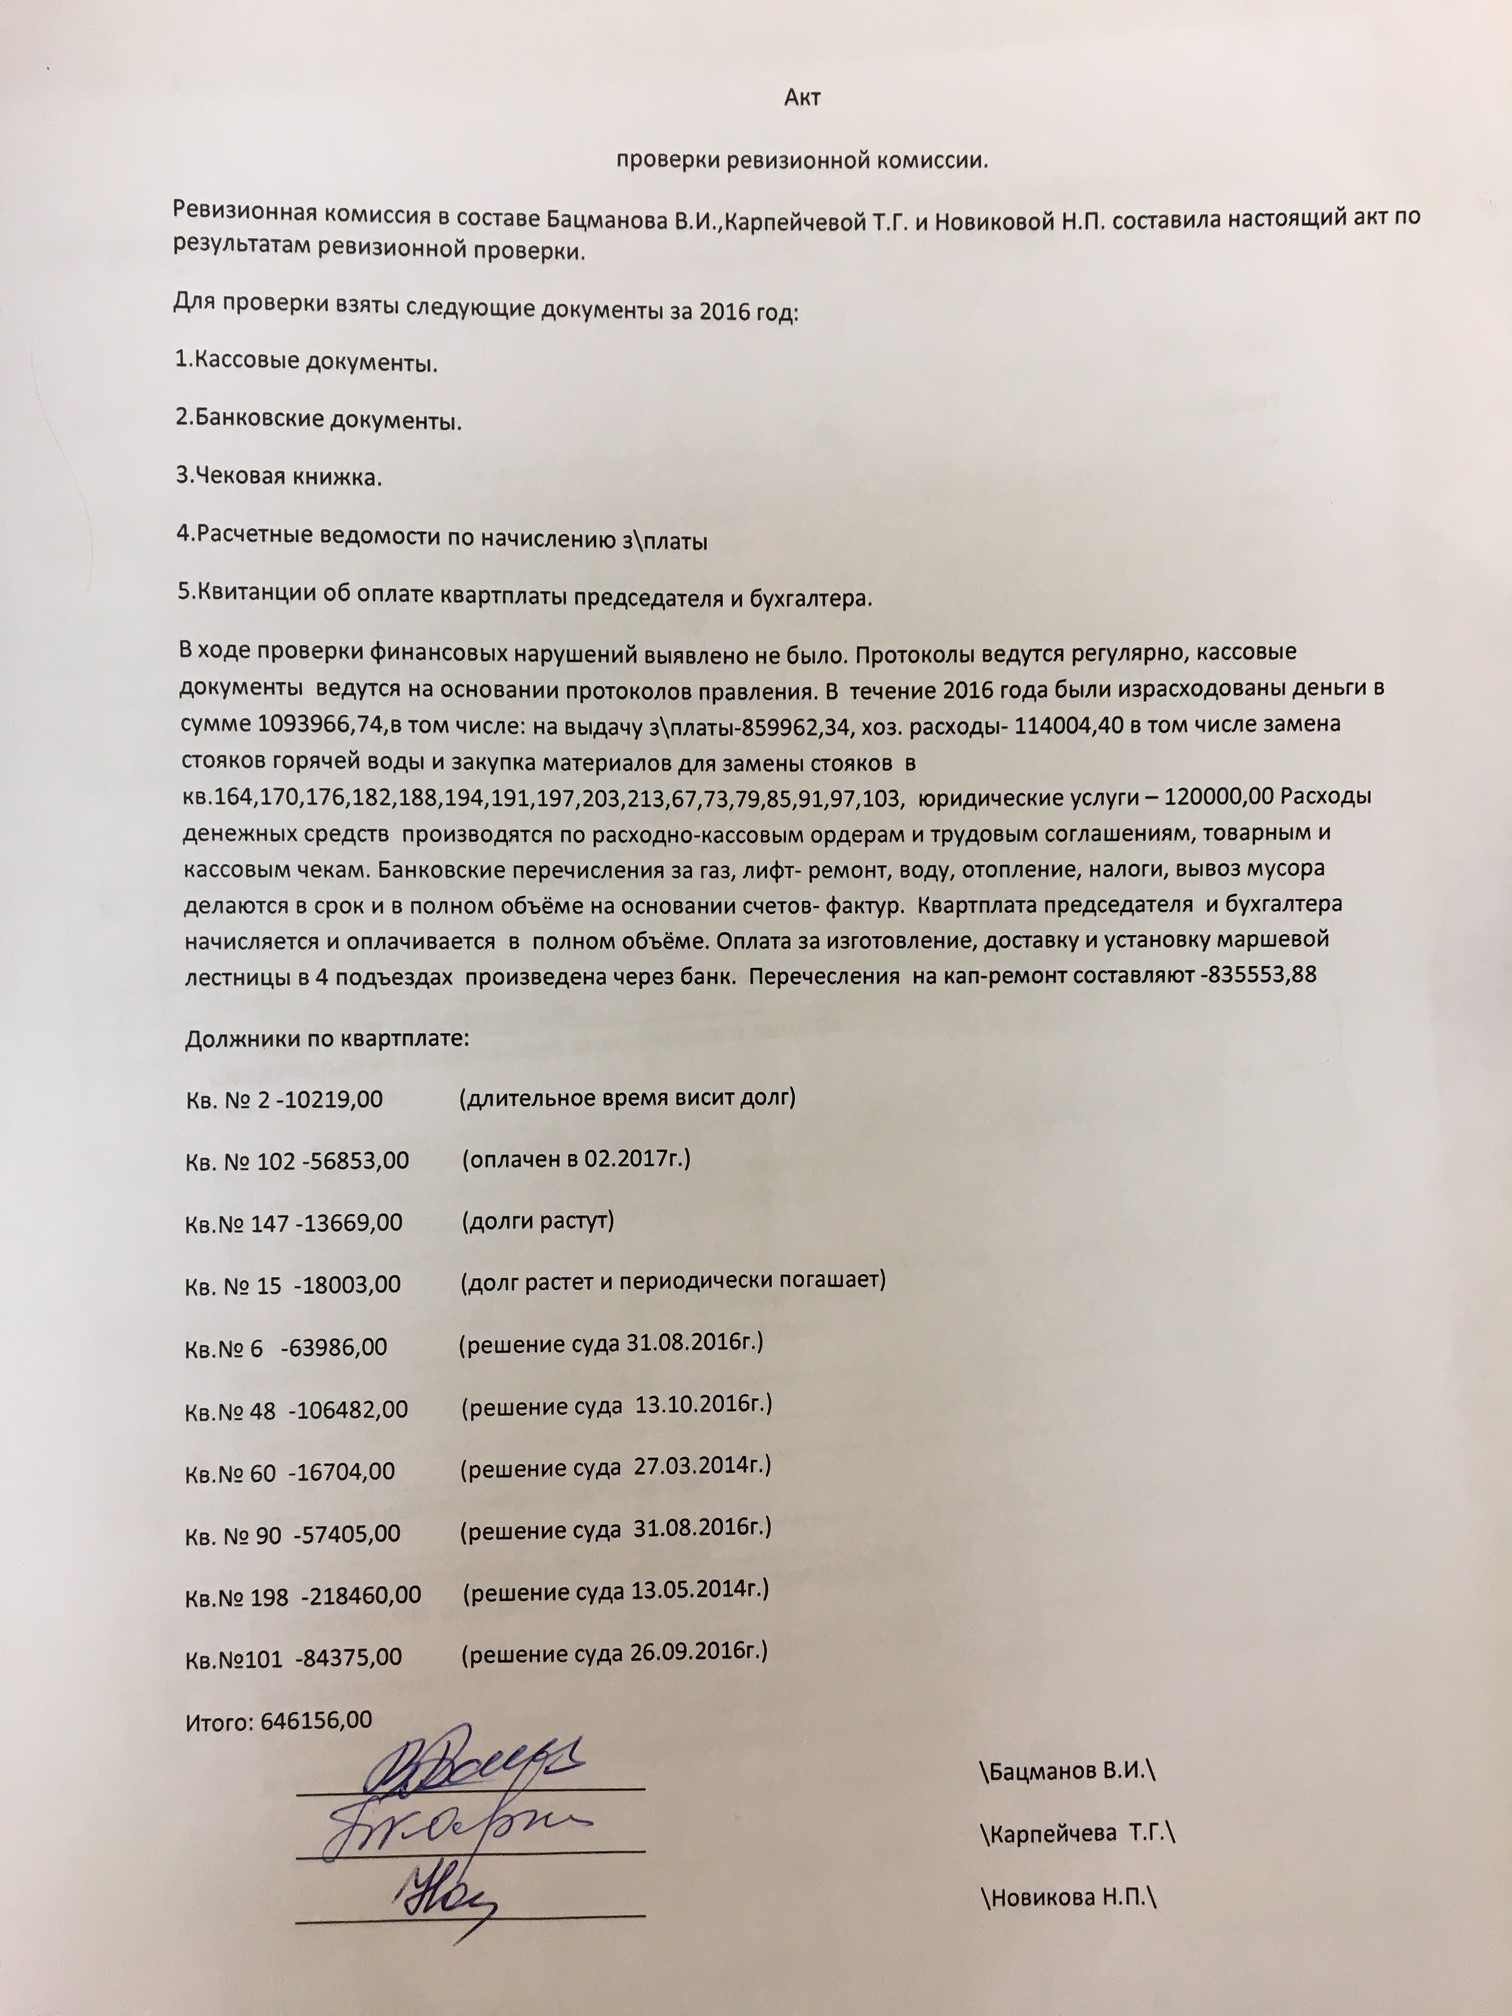 Акт
проверки ревизионной комиссии.
Ревизионная комиссия в составе Бацманова В.И.,Карпейчевой Т.Г. и Новиковой Н.П. составила настоящий акт по
результатам ревизионной проверки.
Для проверки взяты следующие документы за 2016 год:
1.Кассовые документы.
2.Банковские документы.
3.Чековая книжка.
4.Расчетные ведомости по начислению з\платы
5.Квитанции об оплате квартплаты председателя и бухгалтера.
В ходе проверки финансовых нарушений выявлено не было. Протоколы ведутся регулярно, кассовые
документы ведутся на основании протоколов правления. В течение 2016 года были израсходованы деньги в
сумме 1093966,74,в том числе: на выдачу з\платы-859962,34, хоз. расходы- 114004,40 в том числе замена
стояков горячей воды и закупка материалов для замены стояков в
кв.164,170,176,182,188,194,191,197,203,213,67,73,79,85,91,97,103, юридические услуги – 120000,00 Расходы
денежных средств производятся по расходно-кассовым ордерам и трудовым соглашениям, товарным и
кассовым чекам. Банковские перечисления за газ, лифт- ремонт, воду, отопление, налоги, вывоз мусора
делаются в срок и в полном объёме на основании счетов- фактур. Квартплата председателя и бухгалтера
начисляется и оплачивается в полном объёме. Оплата за изготовление, доставку и установку маршевой
лестницы в 4 подъездах произведена через банк. Перечесления на кап-ремонт составляют -835553,88
Должники по квартплате:
Кв. № 2 -10219,00 (длительное время висит долг)
Кв. № 102 -56853,00 (оплачен в 02.2017г.)
Кв.№ 147 -13669,00 (долги растут)
Кв. № 15 -18003,00 (долг растет и периодически погашает)
Кв.№ 6 -63986,00 (решение суда 31.08.2016г.)
Кв.№ 48 -106482,00 (решение суда 13.10.2016г.)
Кв.№ 60 -16704,00 (решение суда 27.03.2014г.)
Кв. № 90 -57405,00 (решение суда 31.08.2016г.)
Кв.№ 198 -218460,00 (решение суда 13.05.2014г.)
Кв.№101 -84375,00 (решение суда 26.09.2016г.)
Итого: 646156,00
\Бацманов В.И.\
\Карпейчева Т.Г.\
\Новикова Н.П.\